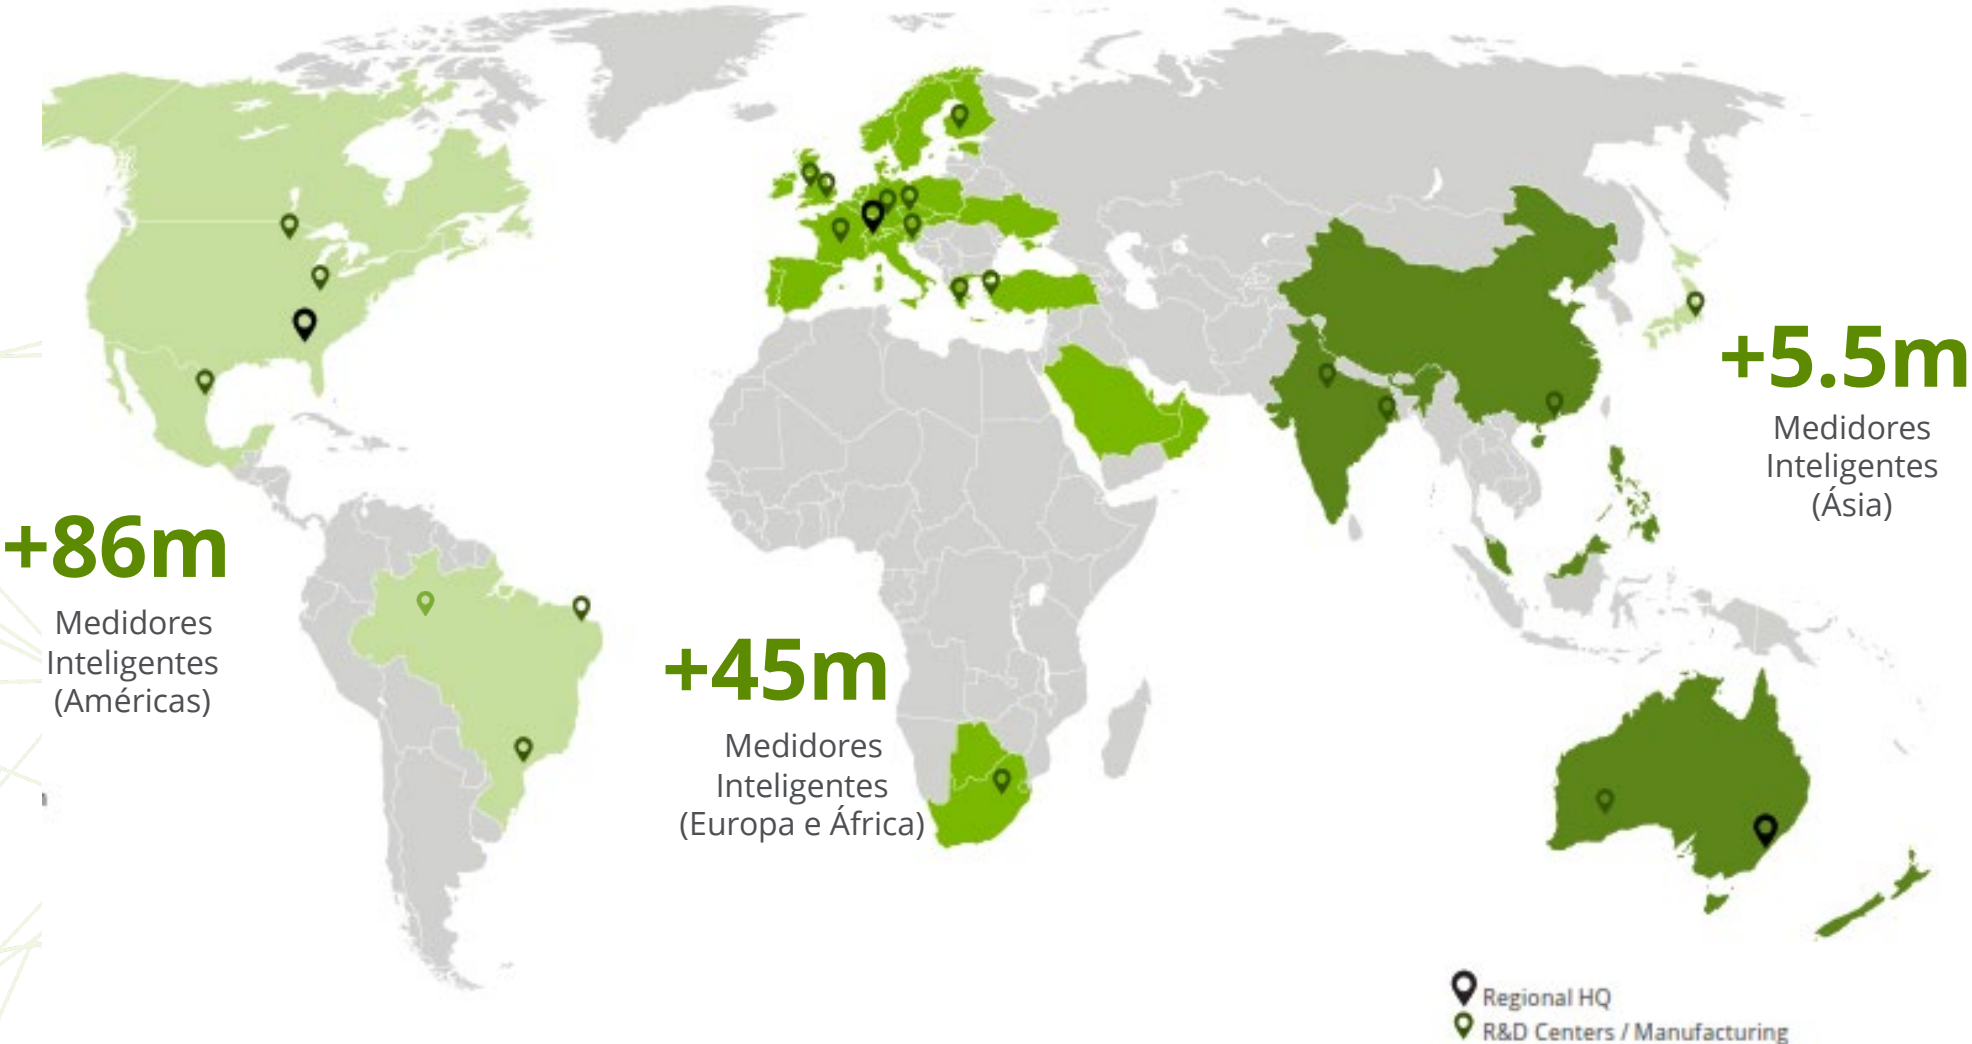 +86m
Medidores
Inteligentes
(Américas)
+45m
Medidores
Inteligentes
(Europa e África)
+5.5m
Medidores
Inteligentes
(Ásia)
Regional HQ
R&D Centers / Manufacturing